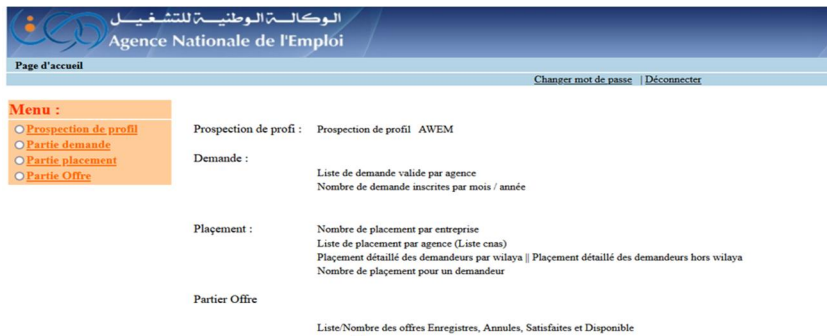 الوكالة الوطنية للتشغيل
Agence Nationale de l'Emploi
Page d'accueil
Changer mot de passe | Déconnecter
Menu :
Prospection de profil
Partie demande
Partie placement
Partie Offre
Prospection de profi : Prospection de profil AWEM
Demande :
Liste de demande valide par agence
Nombre de demande inscrites par mois / année
Plaçement : Nombre de placement par entreprise
Liste de placement par agence (Liste cnas)
Plaçement détaillé des demandeurs par wilaya || Plaçement détaillé des demandeurs hors wilaya
Nombre de plaçement pour un demandeur
Partier Offre
Liste/Nombre des offres Enregistres, Annules, Satisfaites et Disponible